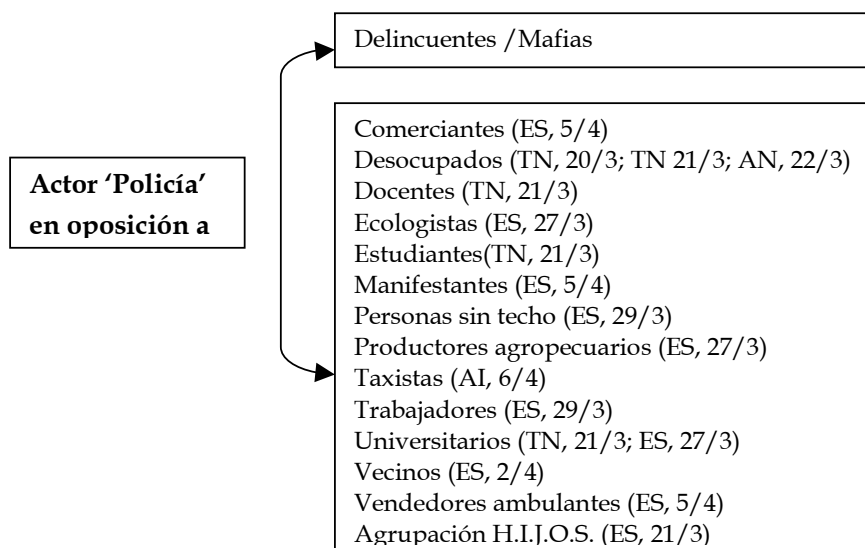 Delincuentes /Mafias
Actor ‘Policía’
en oposición a
Comerciantes (ES, 5/4)
Desocupados (TN, 20/3; TN 21/3; AN, 22/3)
Docentes (TN, 21/3)
Ecologistas (ES, 27/3)
Estudiantes(TN, 21/3)
Manifestantes (ES, 5/4)
Personas sin techo (ES, 29/3)
Productores agropecuarios (ES, 27/3)
Taxistas (AI, 6/4)
Trabajadores (ES, 29/3)
Universitarios (TN, 21/3; ES, 27/3)
Vecinos (ES, 2/4)
Vendedores ambulantes (ES, 5/4)
Agrupación H.I.J.O.S. (ES, 21/3)